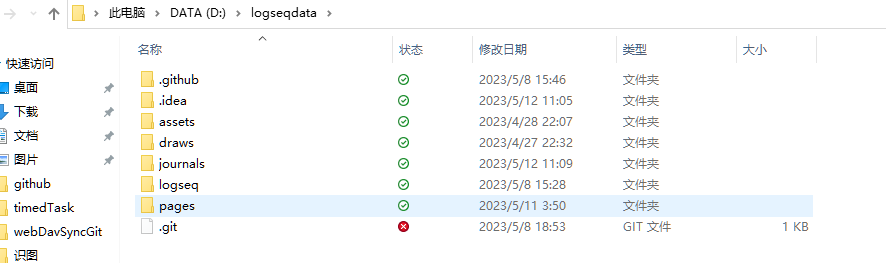 此电脑 › DATA (D:) › logseqdata ›
名称 状态 修改日期 类型 大小
快速访问
.github 2023/5/8 15:46 文件夹
桌面
.idea 2023/5/12 11:05 文件夹
下载
assets 2023/4/28 22:07 文件夹
文档
draws 2023/4/27 22:32 文件夹
图片
journals 2023/5/12 11:09 文件夹
github
logseq 2023/5/8 15:28 文件夹
timedTask
pages 2023/5/11 3:50 文件夹
webDavSyncGit
.git 2023/5/8 18:53 GIT 文件 1 KB
识图